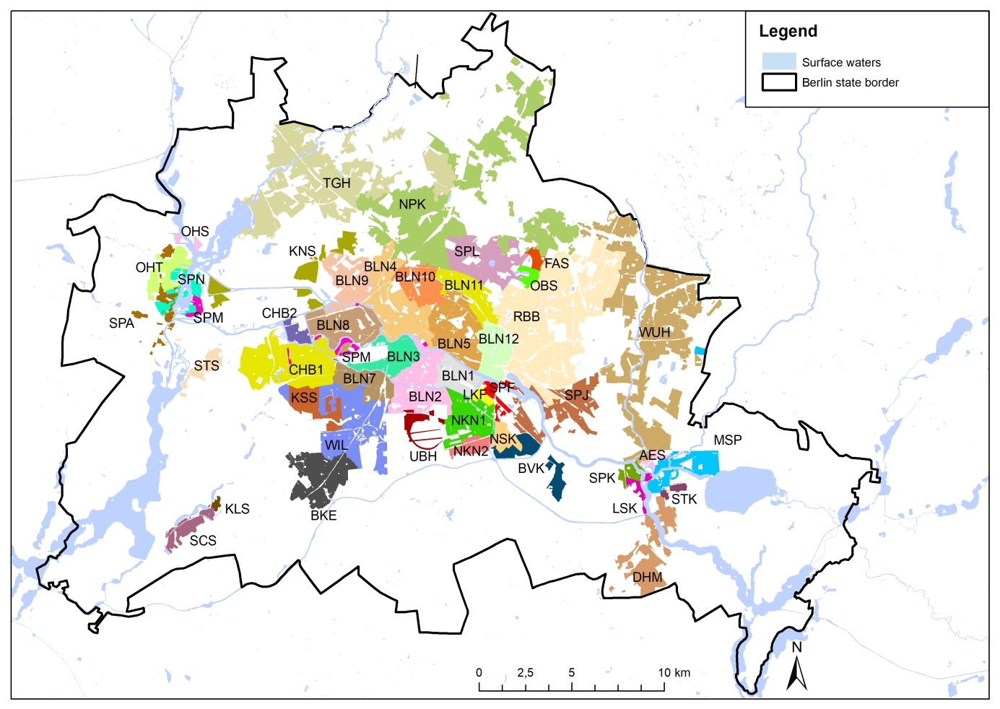 Legend
Surface waters
Berlin state border
TGH
NPK
OHS
KNS
SPL
FAS
OHT
SPN
BLN4
BLN9
BLN10
BLN11
OBS
SPA
SPM
CHB2
BLN8
RBB
BLN12
WUH
BLN5
SPM
BLN3
STS
CHB1
BLN7
BLN1
SPF
KSS
BLN2
LKF
SPJ
NKN1
WIL
NSK
MSP
UBH
NKN2
AES
BVK
SPK
STK
KLS
BKE
LSK
SCS
DHM
N
0 2,5 5 10 km